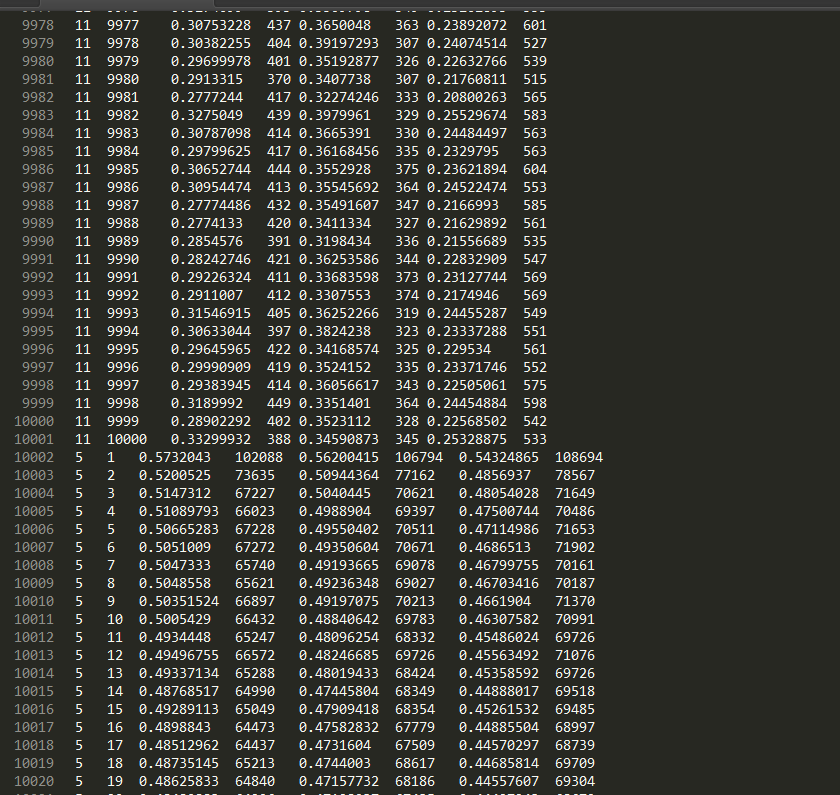 9978 11 9977 0.30753228 437 0.3650048 363 0.23892072 601
9979 11 9978 0.30382255 404 0.39197293 307 0.24074514 527
9980 11 9979 0.29699978 401 0.35192877 326 0.22632766 539
9981 11 9980 0.2913315 370 0.3407738 307 0.21760811 515
9982 11 9981 0.2777244 417 0.32274246 333 0.20800263 565
9983 11 9982 0.3275049 439 0.3979961 329 0.25529674 583
9984 11 9983 0.30787098 414 0.3665391 330 0.24484497 563
9985 11 9984 0.29799625 417 0.36168456 335 0.2329795 563
9986 11 9985 0.30652744 444 0.3552928 375 0.23621894 604
9987 11 9986 0.30954474 413 0.35545692 364 0.24522474 553
9988 11 9987 0.27774486 432 0.35491607 347 0.2166993 585
9989 11 9988 0.2774133 420 0.3411334 327 0.21629892 561
9990 11 9989 0.2854576 391 0.3198434 336 0.21556689 535
9991 11 9990 0.28242746 421 0.36253586 344 0.22832909 547
9992 11 9991 0.29226324 411 0.33683598 373 0.23127744 569
9993 11 9992 0.2911007 412 0.3307553 374 0.2174946 569
9994 11 9993 0.31546915 405 0.36252266 319 0.24455287 549
9995 11 9994 0.30633044 397 0.3824238 323 0.23337288 551
9996 11 9995 0.29645965 422 0.34168574 325 0.229534 561
9997 11 9996 0.29990909 419 0.3524152 335 0.23371746 552
9998 11 9997 0.29383945 414 0.36056617 343 0.22505061 575
9999 11 9998 0.3189992 449 0.3351401 364 0.24454884 598
10000 11 9999 0.28902292 402 0.3523112 328 0.22568502 542
10001 11 10000 0.33299932 388 0.34590873 345 0.25328875 533
10002 5 1 0.5732043 102088 0.56200415 106794 0.54324865 108694
10003 5 2 0.5200525 73635 0.50944364 77162 0.4856937 78567
10004 5 3 0.5147312 67227 0.5040445 70621 0.48054028 71649
10005 5 4 0.51089793 66023 0.4988904 69397 0.47500744 70486
10006 5 5 0.50665283 67228 0.49550402 70511 0.47114986 71653
10007 5 6 0.5051009 67272 0.49350604 70671 0.4686513 71902
10008 5 7 0.5047333 65740 0.49193665 69078 0.46799755 70161
10009 5 8 0.5048558 65621 0.49236348 69027 0.46703416 70187
10010 5 9 0.50351524 66897 0.49197075 70213 0.4661904 71370
10011 5 10 0.5005429 66432 0.48840642 69783 0.46307582 70991
10012 5 11 0.4934448 65247 0.48096254 68332 0.45486024 69726
10013 5 12 0.49496755 66572 0.48246685 69726 0.45563492 71076
10014 5 13 0.49337134 65288 0.48019433 68424 0.45358592 69726
10015 5 14 0.48768517 64990 0.47445804 68349 0.44888017 69518
10016 5 15 0.49289113 65049 0.47909418 68354 0.45261532 69485
10017 5 16 0.4898843 64473 0.47582832 67779 0.44885504 68997
10018 5 17 0.48512962 64437 0.4731604 67509 0.44570297 68739
10019 5 18 0.48735145 65213 0.4744003 68617 0.44685814 69709
10020 5 19 0.48625833 64840 0.47157732 68186 0.44557607 69304